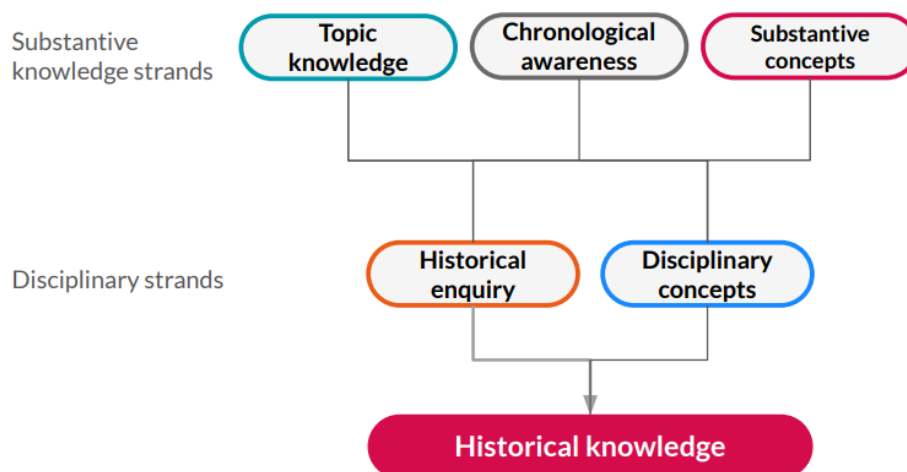 Substantive
knowledge strands
Topic
knowledge
Chronological
awareness
Substantive
concepts
Disciplinary strands
Historical
enquiry
Disciplinary
concepts
Historical knowledge